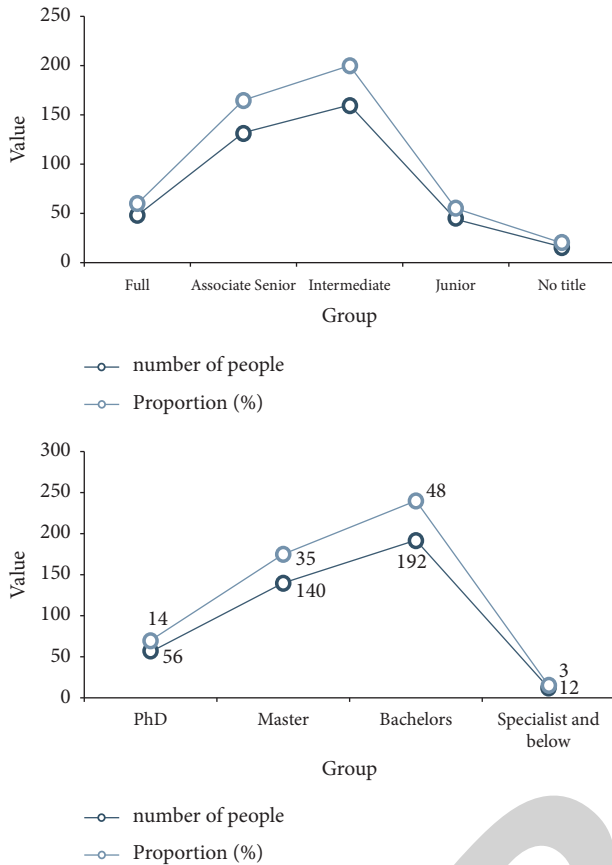 250
200
150
100
50
0
Value
Full Associate Senior Intermediate Junior No title
Group
number of people
Proportion (%)
300
250
200
150
100
50
0
Value
14
56
35
140
48
192
3
12
PhD Master Bachelors Specialist and
below
Group
number of people
Proportion (%)